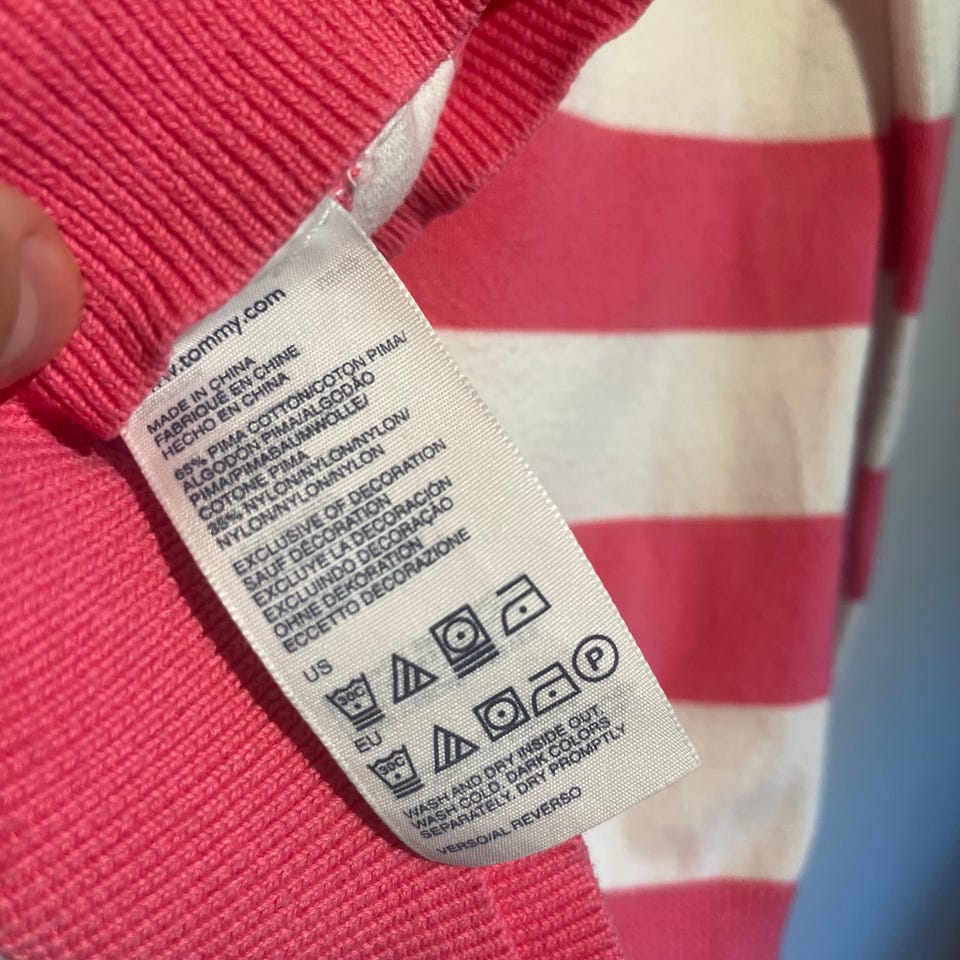 .tommy.com
MADE IN CHINA
FABRIQUÉ EN CHINE
HECHO EN CHINA
65% PIMA COTTON/COTON PIMA/
ALGODON PIMA/ALGODÃO
PIMA/PIMABAUMWOLLE/
COTONE PIMA
35% NYLON/NYLON/NYLON/
NYLON/NYLON/NYLON
EXCLUSIVE OF DECORATION
SAUF DÉCORATION
EXCLUYE LA DECORACIÓN
EXCLUINDO DECORAÇÃO
OHNE DEKORATION
ECCETTO DECORAZIONE
US
30C
EU
30C
P
WASH AND DRY INSIDE OUT.
WASH COLD. DARK COLORS
SEPARATELY. DRY PROMPTLY
VERSO/AL REVERSO